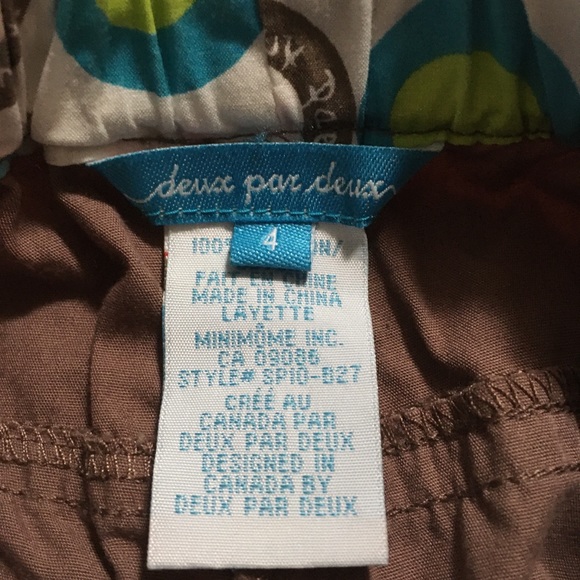 deux par deux
4
100%
FAIT EN CHINE
MADE IN CHINA
LAYETTE
MINIMÔME INC.
CA 09086
STYLE# SP10-B27
CRÉÉ AU
CANADA PAR
DEUX PAR DEUX
DESIGNED IN
CANADA BY
DEUX PAR DEUX